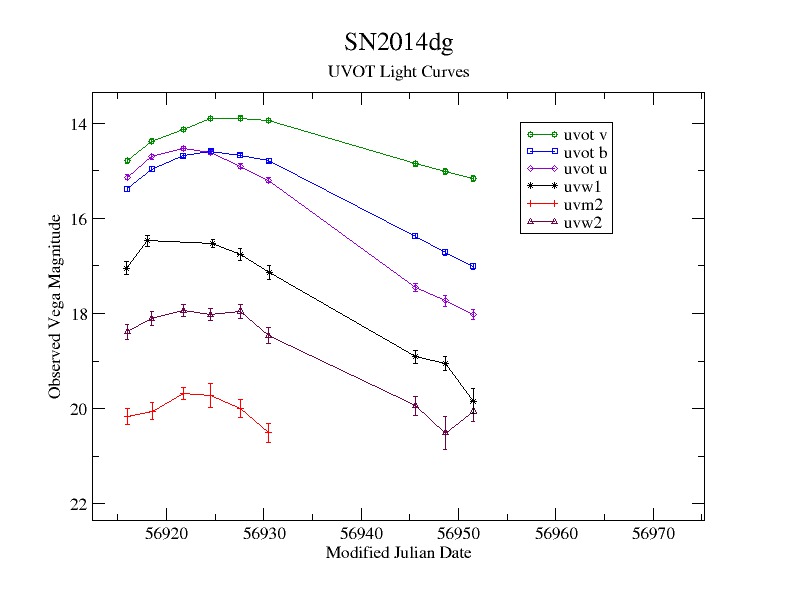 SN2014dg
UVOT Light Curves
Observed Vega Magnitude
14
16
18
20
22
uvot v
uvot b
uvot u
uvw1
uvm2
uvw2
56920 56930 56940 56950 56960 56970
Modified Julian Date